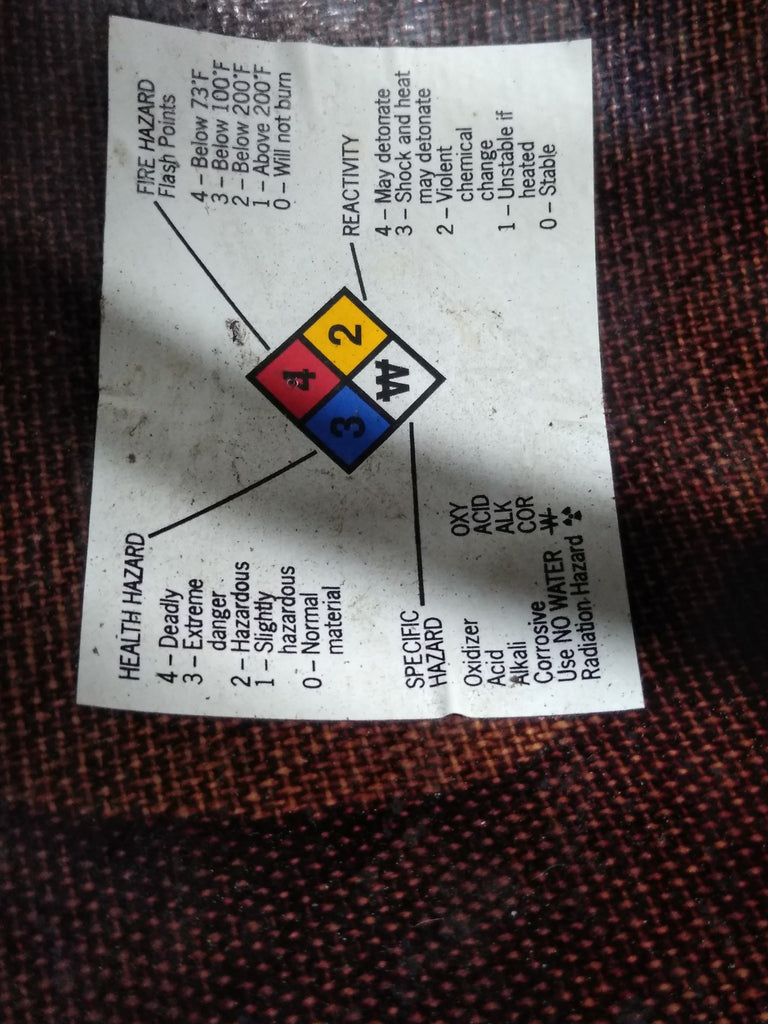 HEALTH HAZARD
4 – Deadly
3 – Extreme
danger
2 – Hazardous
1 – Slightly
hazardous
0 – Normal
material
FIRE HAZARD
Flash Points
4 – Below 73°F
3 – Below 100°F
2 – Below 200°F
1 – Above 200°F
0 – Will not burn
4
3
2
W
SPECIFIC
HAZARD
Oxidizer OXY
Acid ACID
Alkali ALK
Corrosive COR
Use NO WATER W
Radiation Hazard ☢
REACTIVITY
4 – May detonate
3 – Shock and heat
may detonate
2 – Violent
chemical
change
1 – Unstable if
heated
0 – Stable